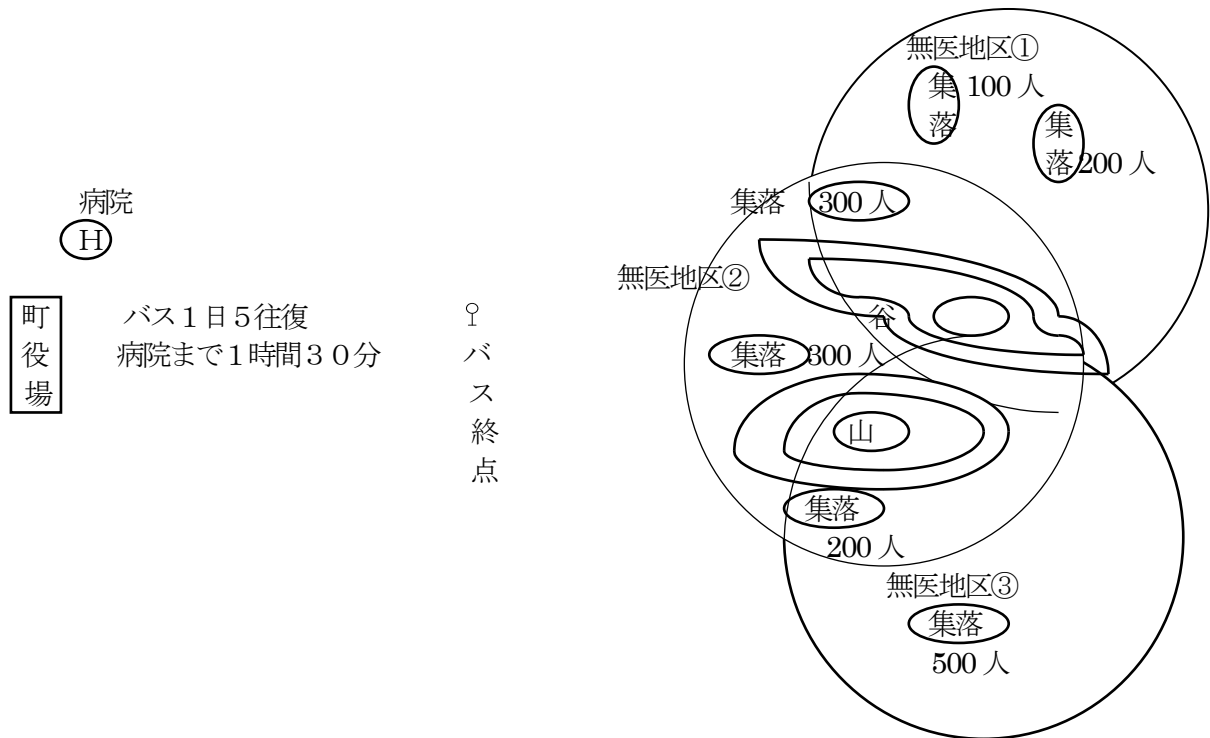 無医地区①
集落
100人
集落
200人
病院
H
集落
300人
無医地区②
町役場
バス1日5往復
病院まで1時間30分
バス終点
谷
集落
300人
山
集落
200人
無医地区③
集落
500人